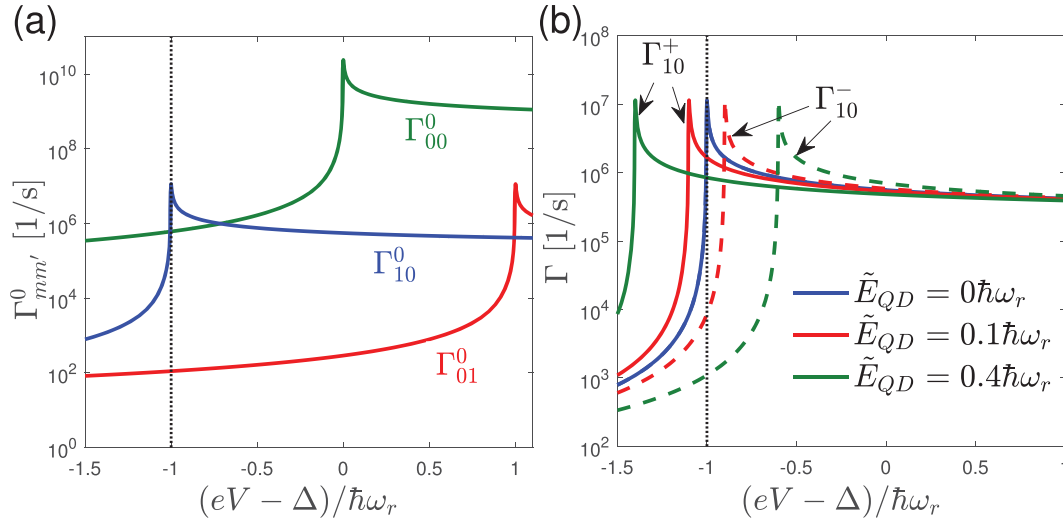 (a)
(b)
10^10
10^8
10^6
10^4
10^2
10^0
Γ^0_{mm'} [1/s]
Γ^0_{00}
Γ^0_{10}
Γ^0_{01}
-1.5 -1 -0.5 0 0.5 1
(eV − Δ)/ℏω_r
10^8
10^7
10^6
10^5
10^4
10^3
10^2
Γ [1/s]
Γ^+_{10}
Γ^−_{10}
Ẽ_{QD} = 0ℏω_r
Ẽ_{QD} = 0.1ℏω_r
Ẽ_{QD} = 0.4ℏω_r
-1.5 -1 -0.5 0 0.5 1
(eV − Δ)/ℏω_r